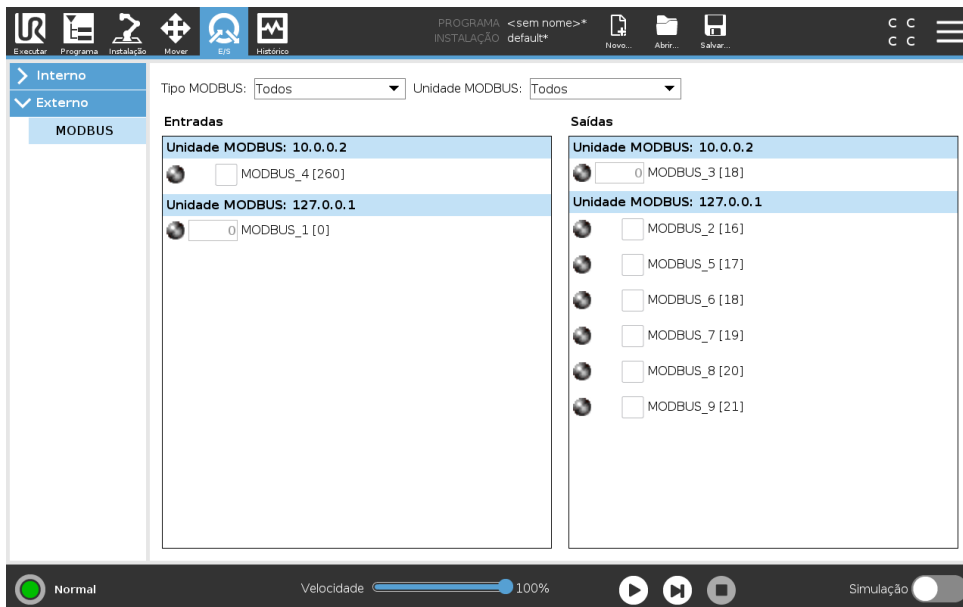 UR
PROGRAMA <sem nome>*
INSTALAÇÃO default*
Executar Programa Instalação Mover E/S Histórico Novo... Abrir... Salvar...
C C
C C
Interno
Externo
MODBUS
Tipo MODBUS: Todos Unidade MODBUS: Todos
Entradas
Unidade MODBUS: 10.0.0.2
MODBUS_4 [260]
Unidade MODBUS: 127.0.0.1
0 MODBUS_1 [0]
Saídas
Unidade MODBUS: 10.0.0.2
0 MODBUS_3 [18]
Unidade MODBUS: 127.0.0.1
MODBUS_2 [16]
MODBUS_5 [17]
MODBUS_6 [18]
MODBUS_7 [19]
MODBUS_8 [20]
MODBUS_9 [21]
Normal Velocidade 100% Simulação